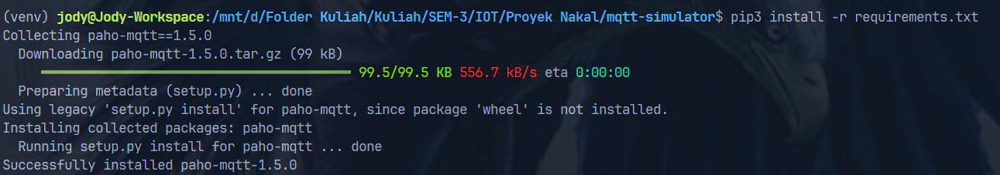 (venv) jody@Jody-Workspace:/mnt/d/Folder Kuliah/Kuliah/SEM-3/IOT/Proyek Nakal/mqtt-simulator$ pip3 install -r requirements.txt
Collecting paho-mqtt==1.5.0
  Downloading paho-mqtt-1.5.0.tar.gz (99 kB)
     ━━━━━━━━━━━━━━━━━━━━━━━━━━━━━━━━━━━━━━━━ 99.5/99.5 KB 556.7 kB/s eta 0:00:00
  Preparing metadata (setup.py) ... done
Using legacy 'setup.py install' for paho-mqtt, since package 'wheel' is not installed.
Installing collected packages: paho-mqtt
  Running setup.py install for paho-mqtt ... done
Successfully installed paho-mqtt-1.5.0